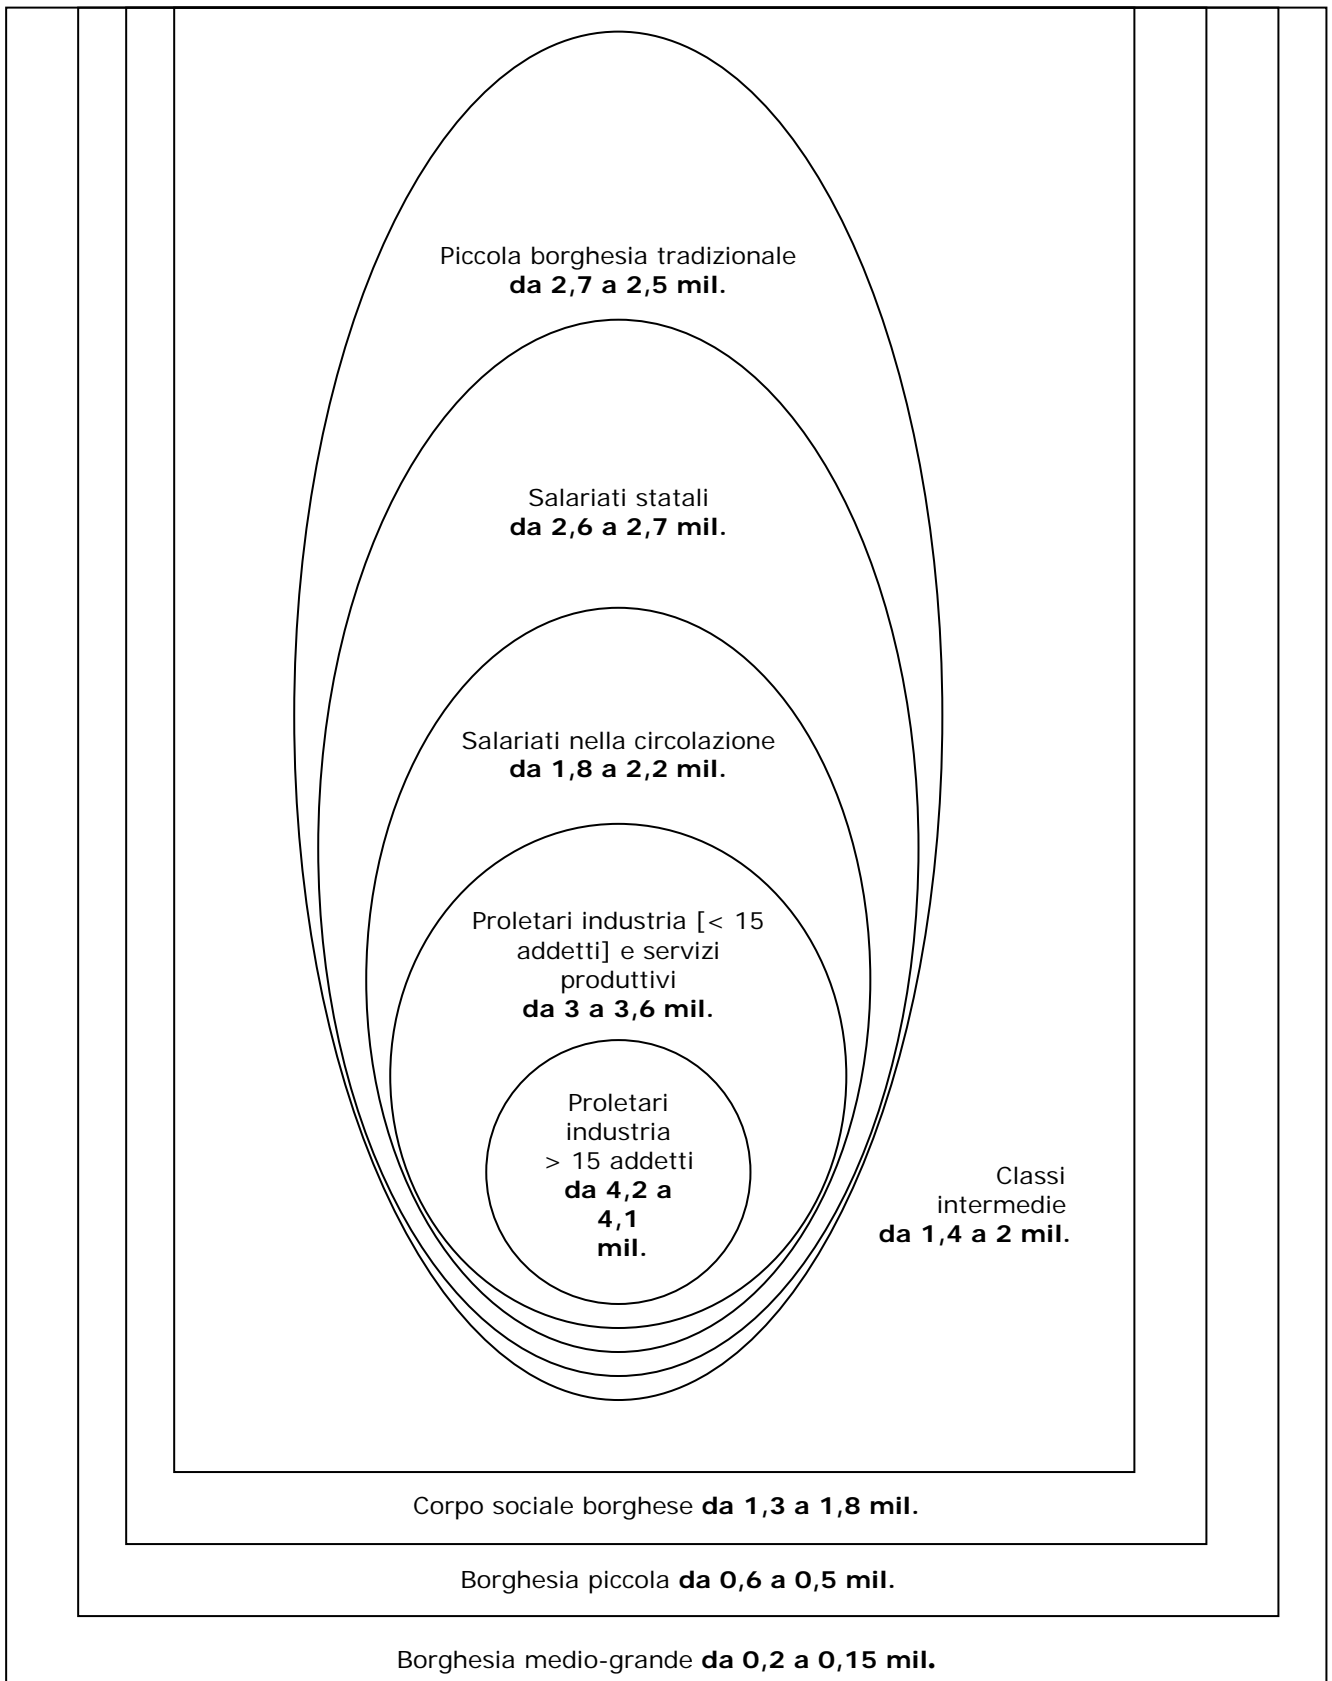 Piccola borghesia tradizionale
da 2,7 a 2,5 mil.
Salariati statali
da 2,6 a 2,7 mil.
Salariati nella circolazione
da 1,8 a 2,2 mil.
Proletari industria [< 15
addetti] e servizi
produttivi
da 3 a 3,6 mil.
Proletari
industria
> 15 addetti
da 4,2 a
4,1
mil.
Classi
intermedie
da 1,4 a 2 mil.
Corpo sociale borghese da 1,3 a 1,8 mil.
Borghesia piccola da 0,6 a 0,5 mil.
Borghesia medio-grande da 0,2 a 0,15 mil.